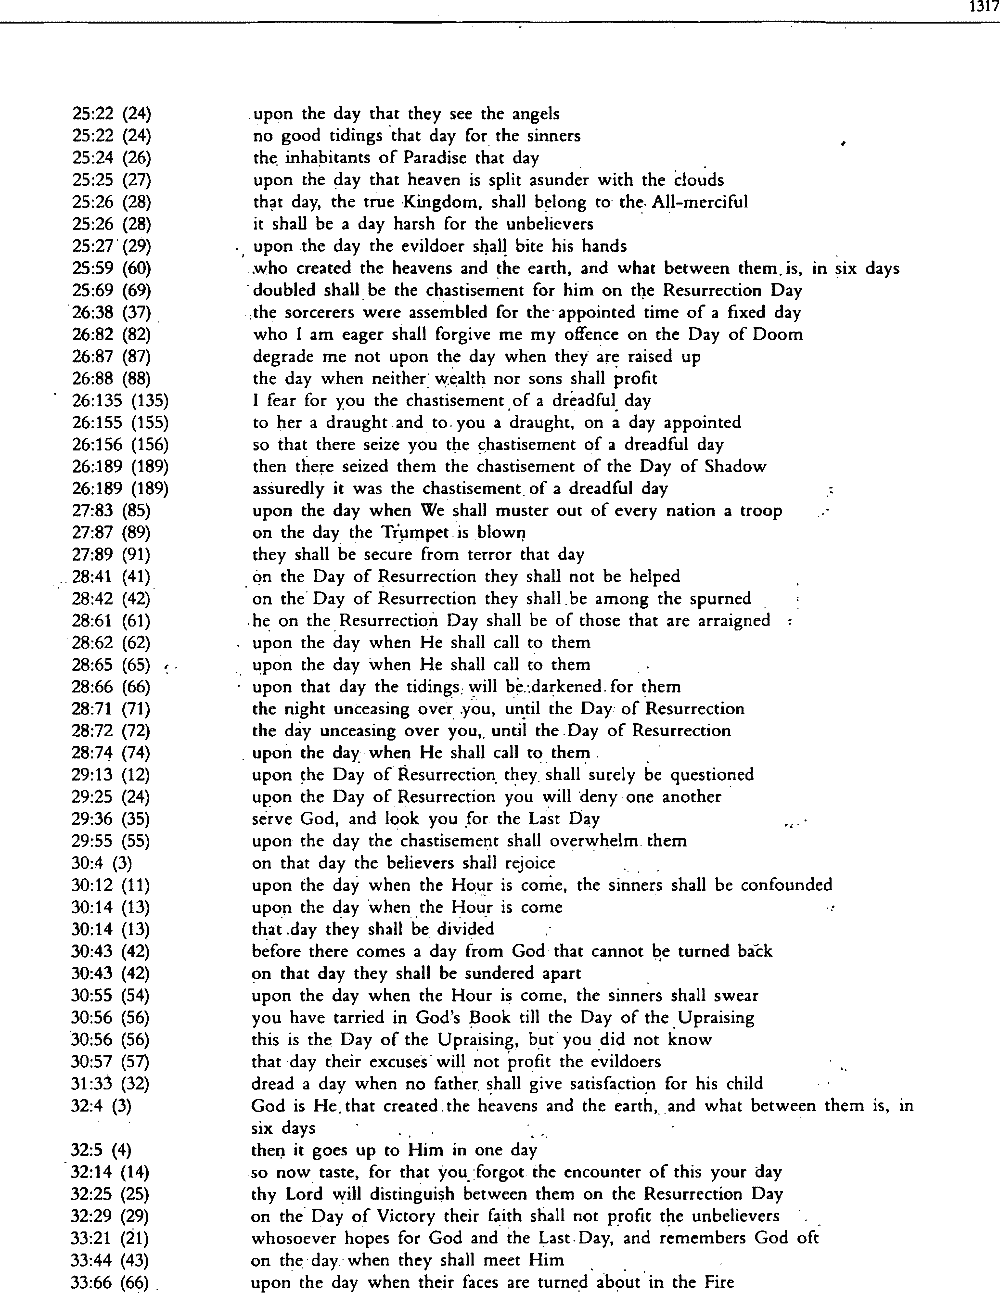 1317
25:22 (24) upon the day that they see the angels
25:22 (24) no good tidings that day for the sinners
25:24 (26) the inhabitants of Paradise that day
25:25 (27) upon the day that heaven is split asunder with the clouds
25:26 (28) that day, the true Kingdom, shall belong to the All-merciful
25:26 (28) it shall be a day harsh for the unbelievers
25:27 (29) upon the day the evildoer shall bite his hands
25:59 (60) who created the heavens and the earth, and what between them is, in six days
25:69 (69) doubled shall be the chastisement for him on the Resurrection Day
26:38 (37) the sorcerers were assembled for the appointed time of a fixed day
26:82 (82) who I am eager shall forgive me my offence on the Day of Doom
26:87 (87) degrade me not upon the day when they are raised up
26:88 (88) the day when neither wealth nor sons shall profit
26:135 (135) I fear for you the chastisement of a dreadful day
26:155 (155) to her a draught and to you a draught, on a day appointed
26:156 (156) so that there seize you the chastisement of a dreadful day
26:189 (189) then there seized them the chastisement of the Day of Shadow
26:189 (189) assuredly it was the chastisement of a dreadful day
27:83 (85) upon the day when We shall muster out of every nation a troop
27:87 (89) on the day the Trumpet is blown
27:89 (91) they shall be secure from terror that day
28:41 (41) on the Day of Resurrection they shall not be helped
28:42 (42) on the Day of Resurrection they shall be among the spurned
28:61 (61) he on the Resurrection Day shall be of those that are arraigned
28:62 (62) upon the day when He shall call to them
28:65 (65) upon the day when He shall call to them
28:66 (66) upon that day the tidings will be darkened for them
28:71 (71) the night unceasing over you, until the Day of Resurrection
28:72 (72) the day unceasing over you, until the Day of Resurrection
28:74 (74) upon the day when He shall call to them
29:13 (12) upon the Day of Resurrection they shall surely be questioned
29:25 (24) upon the Day of Resurrection you will deny one another
29:36 (35) serve God, and look you for the Last Day
29:55 (55) upon the day the chastisement shall overwhelm them
30:4 (3) on that day the believers shall rejoice
30:12 (11) upon the day when the Hour is come, the sinners shall be confounded
30:14 (13) upon the day when the Hour is come
30:14 (13) that day they shall be divided
30:43 (42) before there comes a day from God that cannot be turned back
30:43 (42) on that day they shall be sundered apart
30:55 (54) upon the day when the Hour is come, the sinners shall swear
30:56 (56) you have tarried in God's Book till the Day of the Upraising
30:56 (56) this is the Day of the Upraising, but you did not know
30:57 (57) that day their excuses will not profit the evildoers
31:33 (32) dread a day when no father shall give satisfaction for his child
32:4 (3) God is He that created the heavens and the earth, and what between them is, in
six days
32:5 (4) then it goes up to Him in one day
32:14 (14) so now taste, for that you forgot the encounter of this your day
32:25 (25) thy Lord will distinguish between them on the Resurrection Day
32:29 (29) on the Day of Victory their faith shall not profit the unbelievers
33:21 (21) whosoever hopes for God and the Last Day, and remembers God oft
33:44 (43) on the day when they shall meet Him
33:66 (66) upon the day when their faces are turned about in the Fire